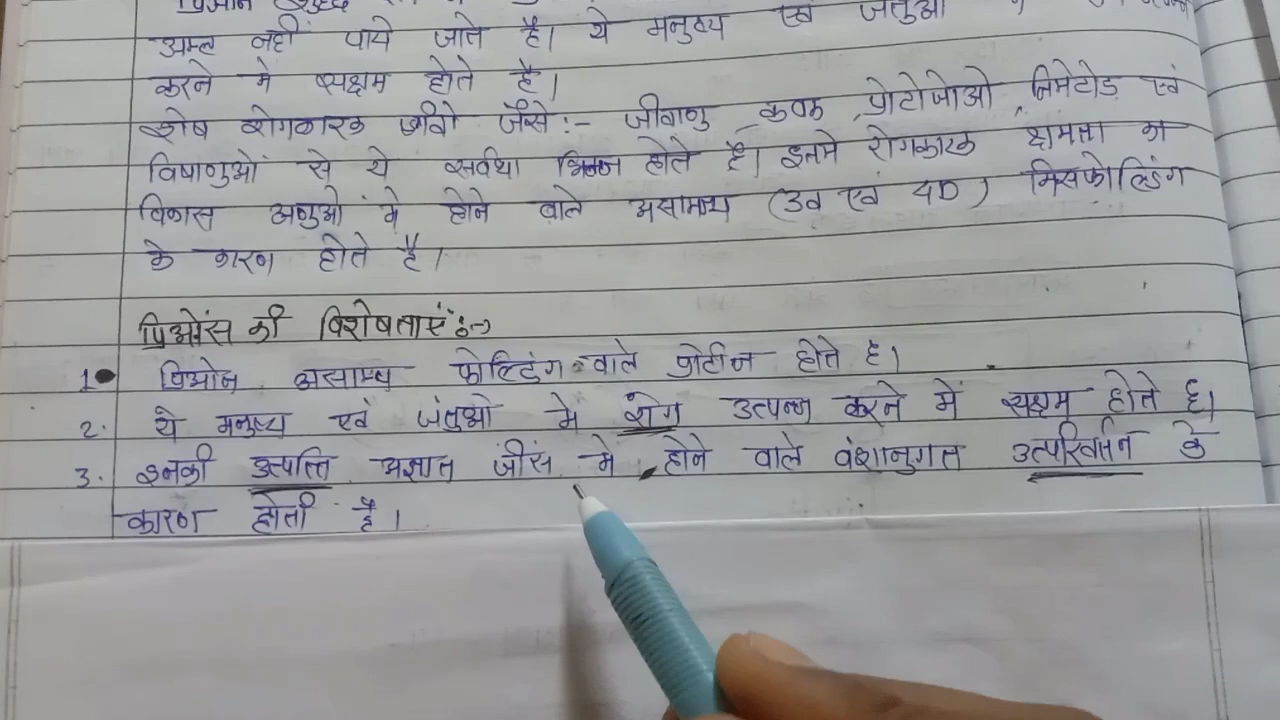 अम्ल नहीं पाये जाते है। ये मनुष्य एवं जंतुओं
करने मे सक्षम होते है।
शेष रोगकारक जीवो जैसे:- जीवाणु, कवक, प्रोटोजोओ, निमेटोड एवं
विषाणुओं से ये सर्वथा भिन्न होते है। इनमे रोगकारक क्षमता का
विकास अणुओ मे होने वाले असामान्य (3D एवं 4D) मिसफोल्डिंग
के कारण होते है।
प्रिओंस की विशेषताएं :->
1. प्रिओन असामन्य फोल्डिंग वाले प्रोटीन होते है।
2. ये मनुष्य एवं जंतुओ मे रोग उत्पन्न करने में सक्षम होते है।
3. इनकी उत्पत्ति अज्ञात जींस मे होने वाले वंशानुगत उत्परिवर्तन के
कारण होती है।